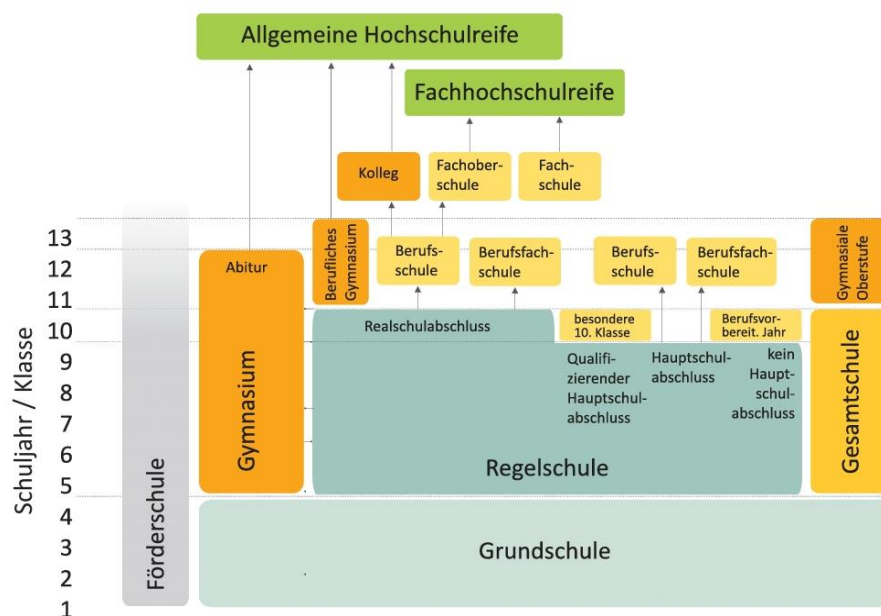 Allgemeine Hochschulreife
Fachhochschulreife
Kolleg
Fachober-
schule
Fach-
schule
Schuljahr / Klasse
13
12
11
10
9
8
7
6
5
4
3
2
1
Förderschule
Abitur
Gymnasium
Berufliches
Gymnasium
Berufs-
schule
Berufsfach-
schule
Berufs-
schule
Berufsfach-
schule
Gymnasiale
Oberstufe
Realschulabschluss
besondere
10. Klasse
Berufsvor-
bereit. Jahr
Qualifi-
zierender
Hauptschul-
abschluss
Hauptschul-
abschluss
kein
Haupt-
schul-
abschluss
Regelschule
Gesamtschule
Grundschule